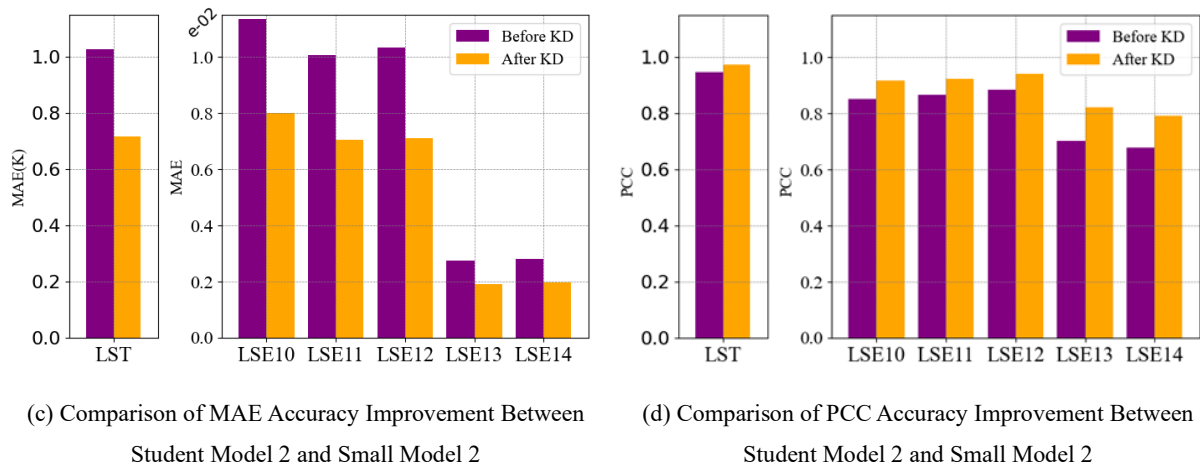 e-02
Before KD
After KD
1.0
0.8
0.6
0.4
0.2
0.0
MAE(K)
LST
1.0
0.8
0.6
0.4
0.2
0.0
MAE
LSE10 LSE11 LSE12 LSE13 LSE14
1.0
0.8
0.6
0.4
0.2
0.0
PCC
LST
Before KD
After KD
1.0
0.8
0.6
0.4
0.2
0.0
PCC
LSE10 LSE11 LSE12 LSE13 LSE14
(c) Comparison of MAE Accuracy Improvement Between
Student Model 2 and Small Model 2
(d) Comparison of PCC Accuracy Improvement Between
Student Model 2 and Small Model 2